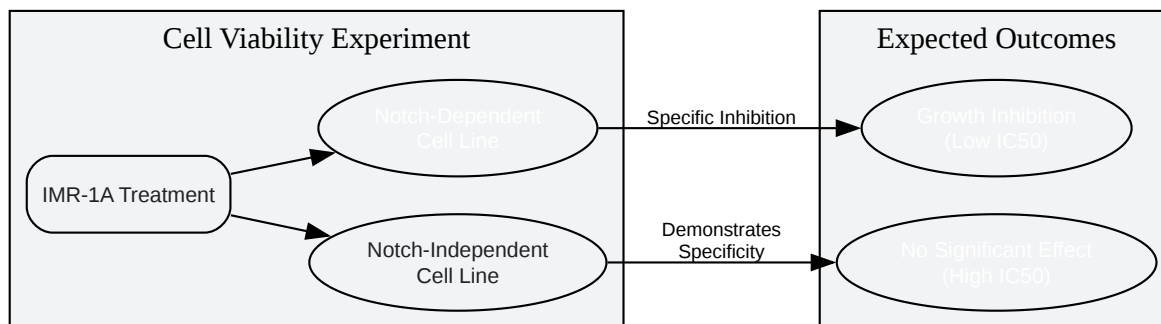 Cell Viability Experiment
Expected Outcomes
Notch-Dependent
Cell Line
Specific Inhibition
Growth Inhibition
(Low IC50)
IMR-1A Treatment
Notch-Independent
Cell Line
Demonstrates
Specificity
No Significant Effect
(High IC50)